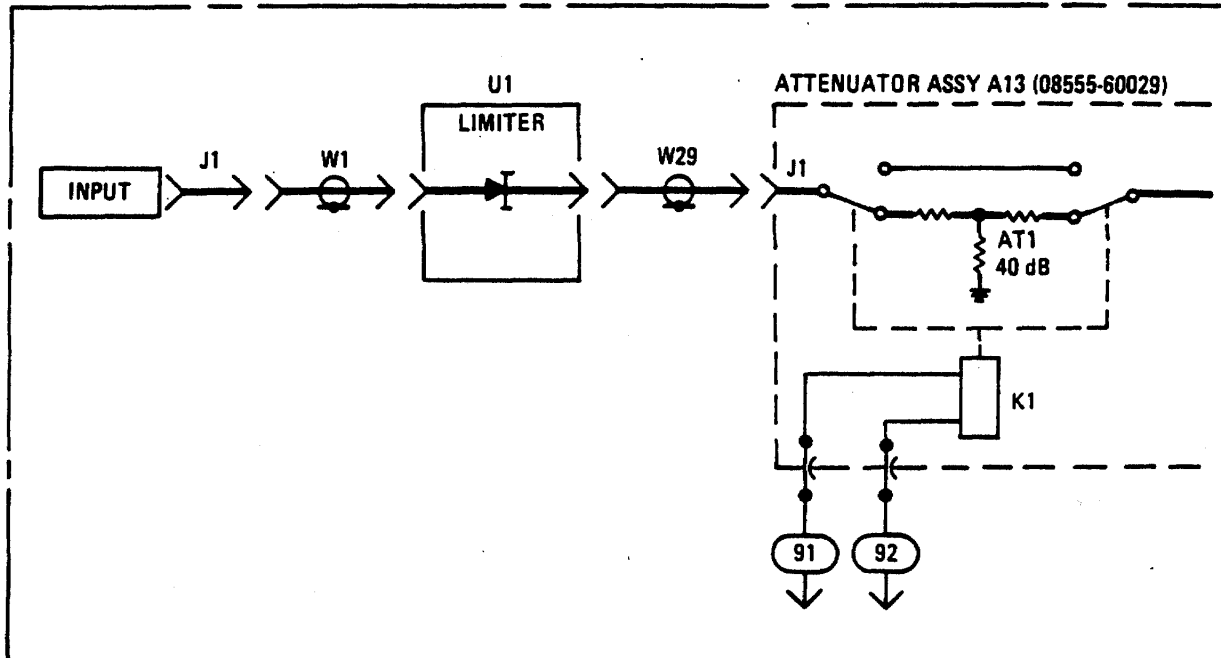 ATTENUATOR ASSY A13 (08555-60029)
U1
LIMITER
INPUT
J1
W1
W29
J1
AT1
40 dB
K1
91
92